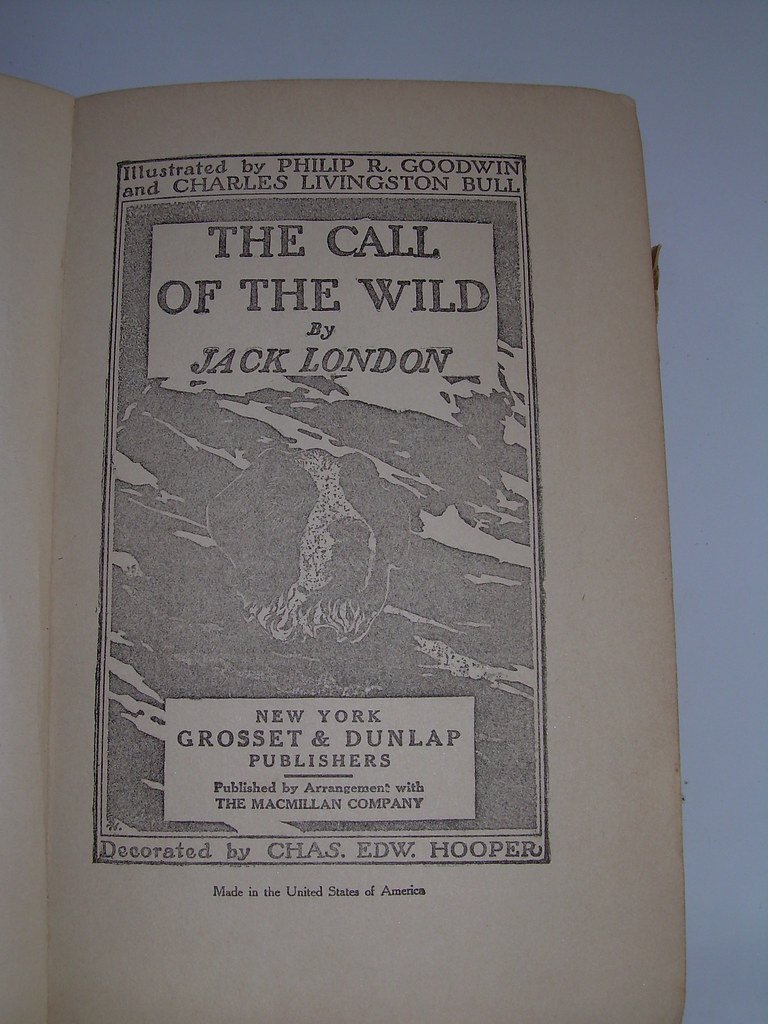 Illustrated by PHILIP R. GOODWIN
and CHARLES LIVINGSTON BULL
THE CALL
OF THE WILD
By
JACK LONDON
NEW YORK
GROSSET & DUNLAP
PUBLISHERS
Published by Arrangement with
THE MACMILLAN COMPANY
Decorated by CHAS. EDW. HOOPER
Made in the United States of America